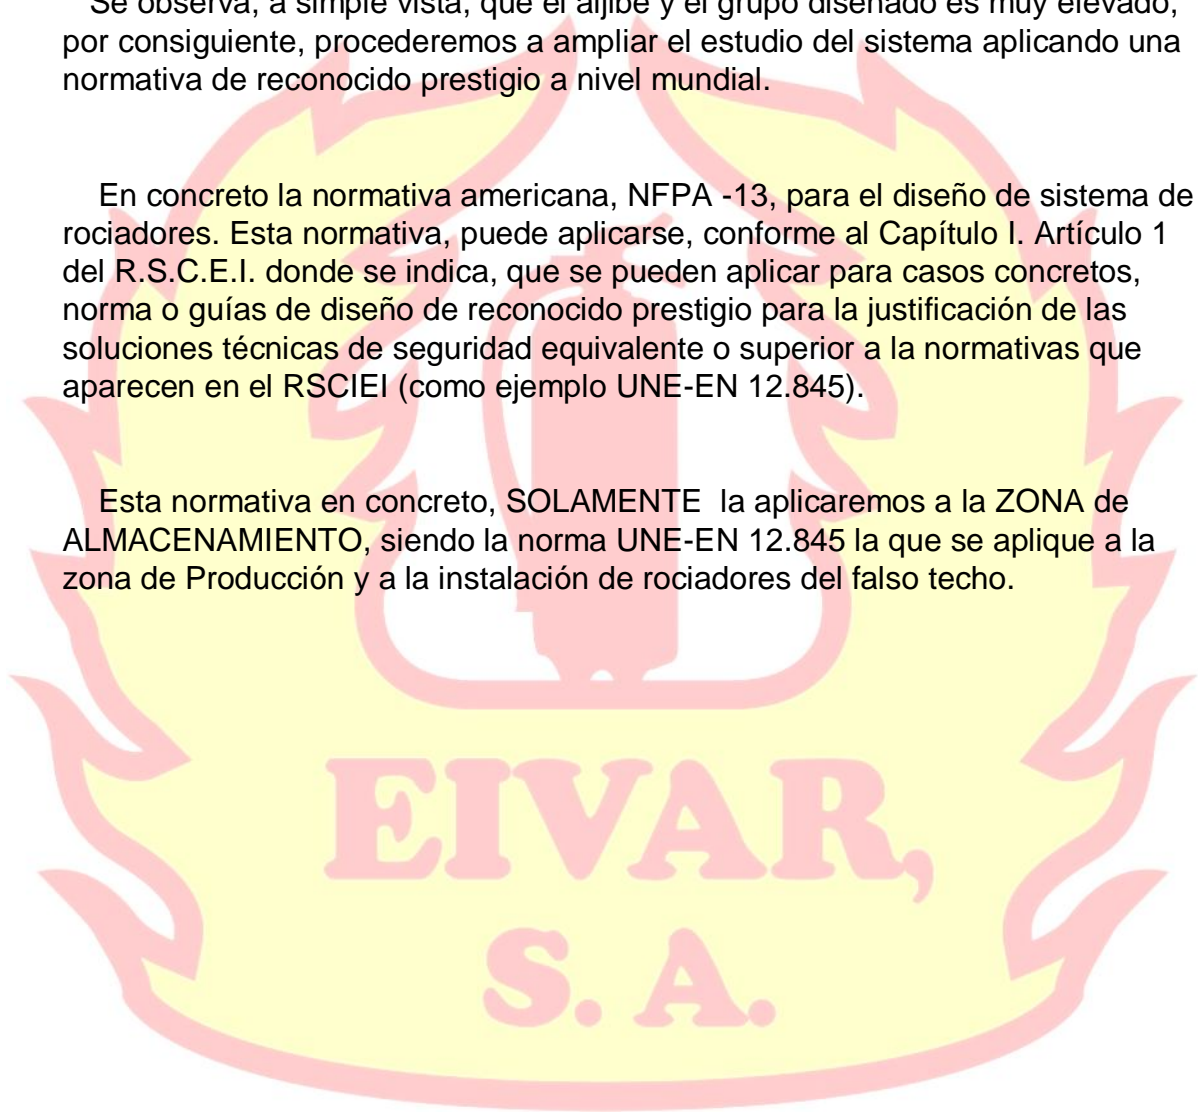 Se observa, a simple vista, que el aljibe y el grupo diseñado es muy elevado,
por consiguiente, procederemos a ampliar el estudio del sistema aplicando una
normativa de reconocido prestigio a nivel mundial.
En concreto la normativa americana, NFPA -13, para el diseño de sistema de
rociadores. Esta normativa, puede aplicarse, conforme al Capítulo I. Artículo 1
del R.S.C.E.I. donde se indica, que se pueden aplicar para casos concretos,
norma o guías de diseño de reconocido prestigio para la justificación de las
soluciones técnicas de seguridad equivalente o superior a la normativas que
aparecen en el RSCIEI (como ejemplo UNE-EN 12.845).
Esta normativa en concreto, SOLAMENTE  la aplicaremos a la ZONA de
ALMACENAMIENTO, siendo la norma UNE-EN 12.845 la que se aplique a la
zona de Producción y a la instalación de rociadores del falso techo.
EIVAR,
S. A.